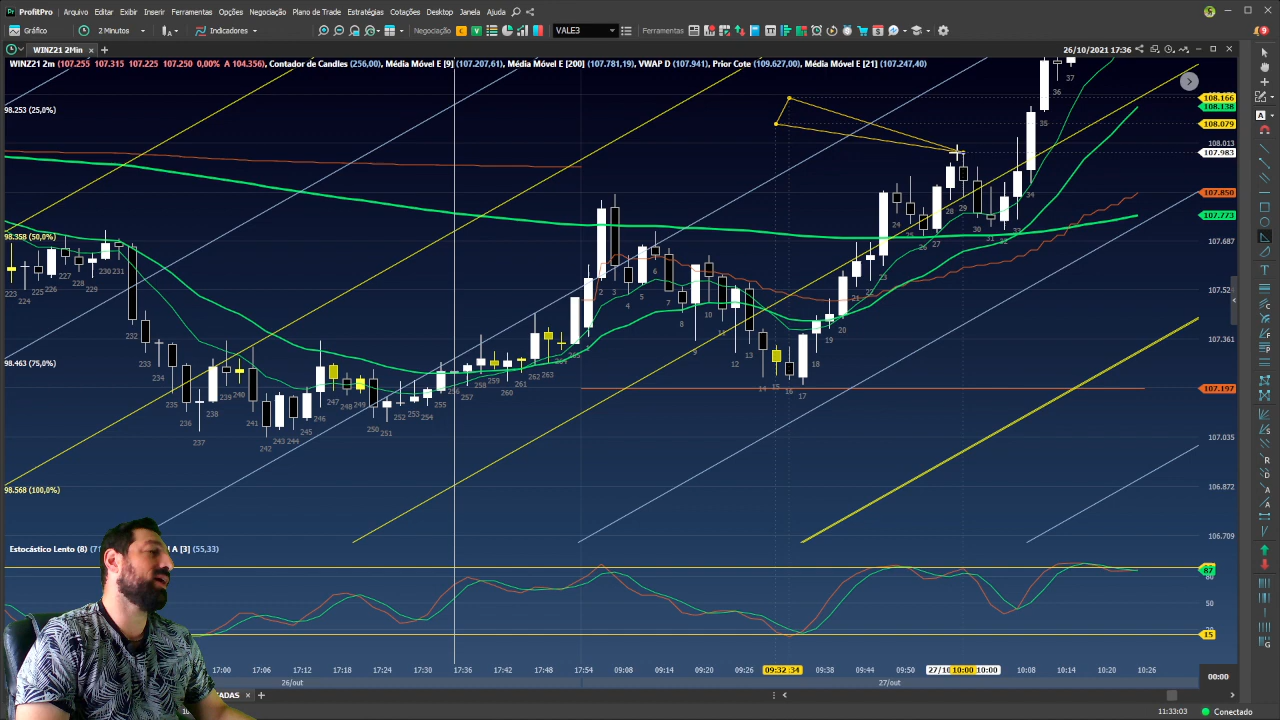 ProfitPro Arquivo Editar Exibir Inserir Ferramentas Opções Negociação Plano de Trade Estratégias Cotações Desktop Janela Ajuda
Gráfico 2 Minutos Indicadores Negociação C V VALE3 Ferramentas
WINZ21 2Min 26/10/2021 17:36
WINZ21 2m (107.255 107.315 107.225 107.250 0,00% A 104.356), Contador de Candles (256,00), Média Móvel E [9] (107.207,61), Média Móvel E [200] (107.781,19), VWAP D (107.941), Prior Cote (109.627,00), Média Móvel E [21] (107.247,40)
98.253 (25,0%)
98.358 (50,0%)
98.463 (75,0%)
98.568 (100,0%)
108.166
108.138
108.079
108.013
107.983
107.850
107.773
107.687
107.361
107.197
107.035
106.872
106.709
Estocástico Lento (8)
A [3] (55,33)
87
80
50
15
17:00 17:06 17:12 17:18 17:24 17:30 17:36 17:42 17:48 17:54 09:08 09:14 09:20 09:26 09:32 :34 09:38 09:44 09:50 27/10 10:00 10:00 10:08 10:14 10:20 10:26
26/out 27/out
00:00
ADAS
11:33:03 Conectado